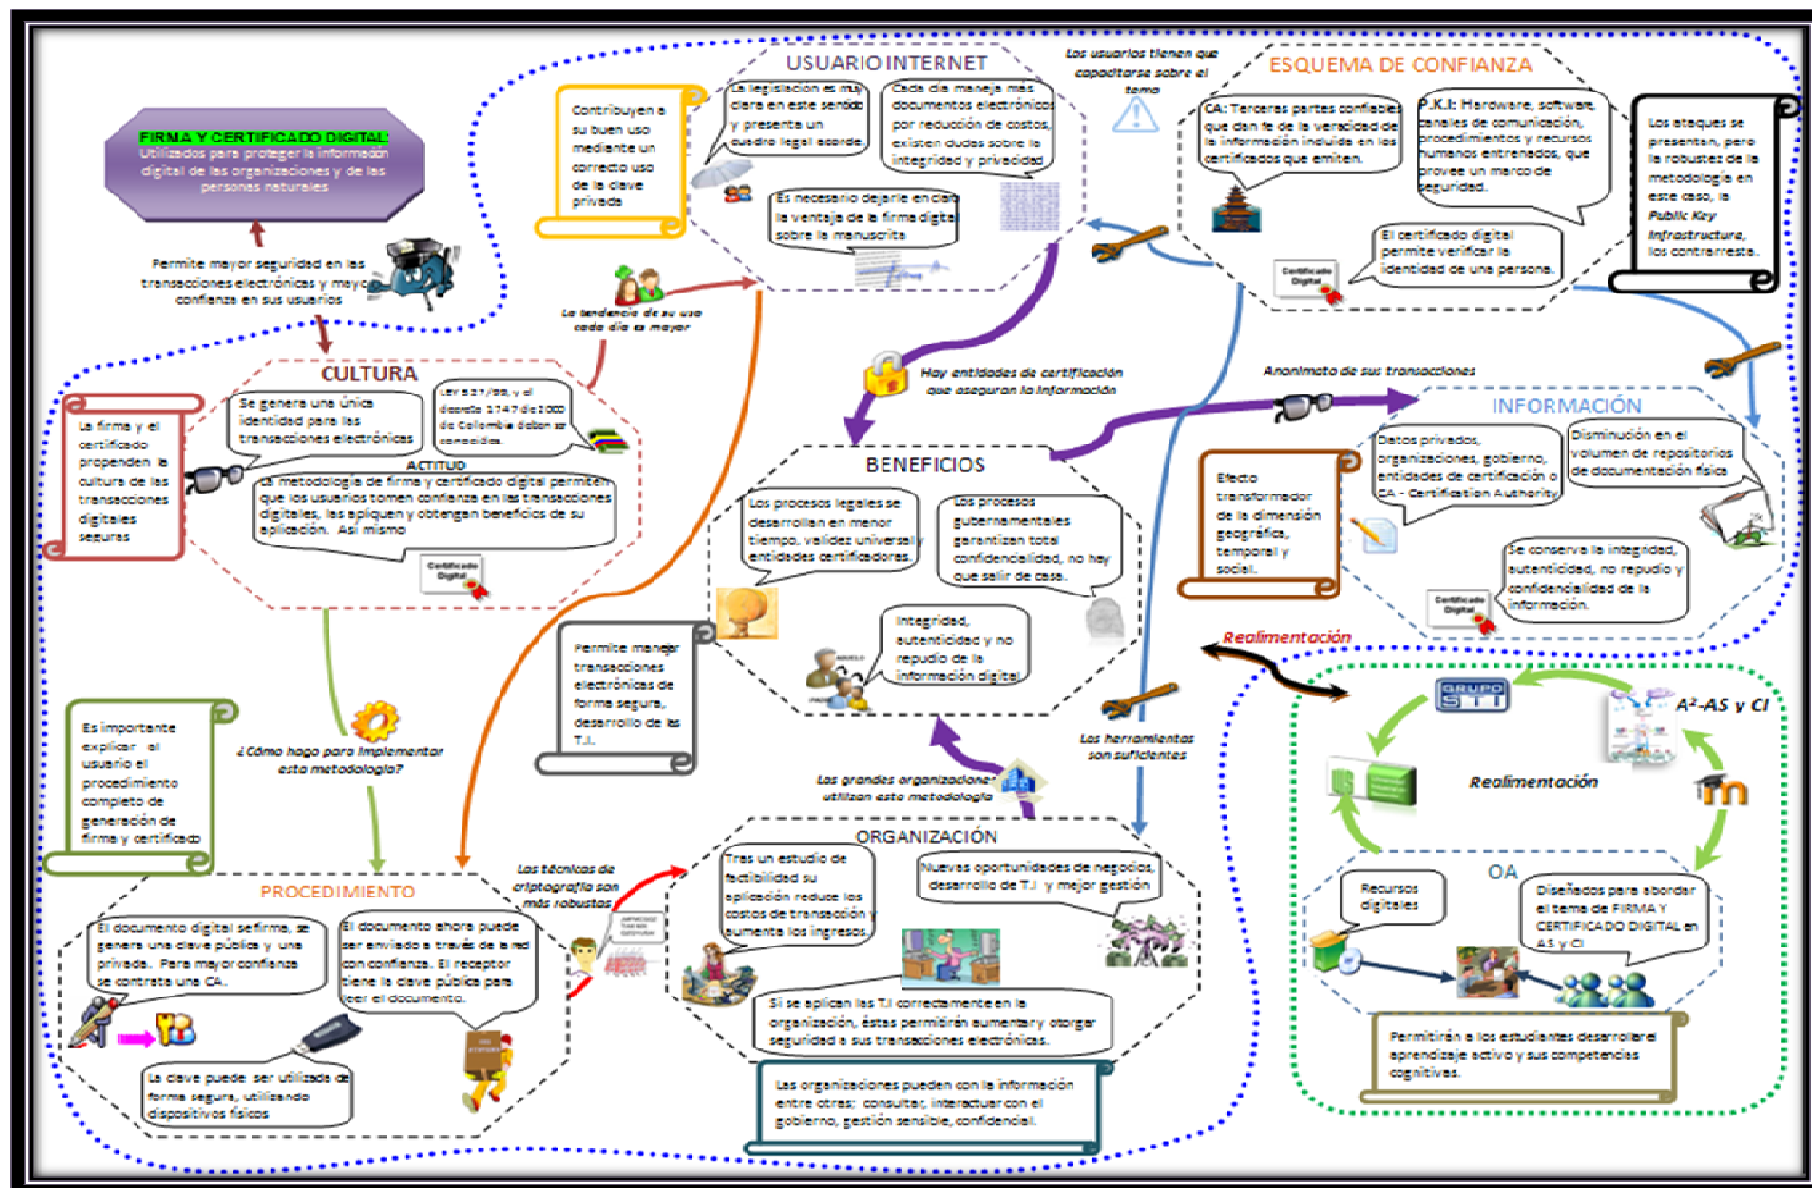 FIRMA Y CERTIFICADO DIGITAL:
Utilizados para proteger la información
digital de las organizaciones y de las
personas naturales
Permite mayor seguridad en las
transacciones electrónicas y mayor
confianza en sus usuarios
Contribuyen a
su buen uso
mediante un
correcto uso
de la clave
privada
USUARIO INTERNET
La legislación es muy
clara en este sentido
y presenta un
cuadro legal acorde.
Cada día maneja más
documentos electrónicos
por reducción de costos,
existen dudas sobre la
integridad y privacidad
Es necesario dejarle en claro
la ventaja de la firma digital
sobre la manuscrita
Los usuarios tienen que
capacitarse sobre el
tema
ESQUEMA DE CONFIANZA
CA: Terceras partes confiables
que dan fe de la veracidad de
la información incluida en los
certificados que emiten.
P.K.I: Hardware, software,
canales de comunicación,
procedimientos y recursos
humanos entrenados, que
provee un marco de
seguridad.
El certificado digital
permite verificar la
identidad de una persona.
Certificado
Digital
Los ataques se
presentan, pero
la robustez de la
metodología en
este caso, la
Public Key
Infrastructure,
los contrarresta.
La tendencia de su uso
cada día es mayor
Hay entidades de certificación
que aseguran la información
Anonimato de sus transacciones
CULTURA
Se genera una única
identidad para las
transacciones electrónicas
LEY 527/99, y el
decreto 1747 de 2000
de Colombia deben ser
conocidos.
ACTITUD
La metodología de firma y certificado digital permiten
que los usuarios tomen confianza en las transacciones
digitales, las apliquen y obtengan beneficios de su
aplicación. Así mismo
Certificado
Digital
La firma y el
certificado
propenden la
cultura de las
transacciones
digitales
seguras
BENEFICIOS
Los procesos legales se
desarrollan en menor
tiempo, validez universal y
entidades certificadoras.
Los procesos
gubernamentales
garantizan total
confidencialidad, no hay
que salir de casa.
Integridad,
autenticidad y no
repudio de la
información digital
Permite manejar
transacciones
electrónicas de
forma segura,
desarrollo de las
T.I.
INFORMACIÓN
Datos privados,
organizaciones, gobierno,
entidades de certificación o
CA - Certification Authority
Disminución en el
volumen de repositorios
de documentación física
Se conserva la integridad,
autenticidad, no repudio y
confidencialidad de la
información.
Certificado
Digital
Efecto
transformador
de la dimensión
geográfica,
temporal y
social.
Realimentación
Es importante
explicar al
usuario el
procedimiento
completo de
generación de
firma y certificado
¿Cómo hago para implementar
esta metodología?
Las grandes organizaciones
utilizan esta metodología
Las herramientas
son suficientes
PROCEDIMIENTO
El documento digital se firma, se
genera una clave pública y una
privada. Para mayor confianza
se contrata una CA.
El documento ahora puede
ser enviado a través de la red
con confianza. El receptor
tiene la clave pública para
leer el documento.
La clave puede ser utilizada de
forma segura, utilizando
dispositivos físicos
Las técnicas de
criptografía son
más robustas
ORGANIZACIÓN
Tras un estudio de
factibilidad su
aplicación reduce los
costos de transacción y
aumenta los ingresos.
Nuevas oportunidades de negocios,
desarrollo de T.I y mejor gestión
Si se aplican las T.I correctamente en la
organización, éstas permitirán aumentar y otorgar
seguridad a sus transacciones electrónicas.
Las organizaciones pueden con la información
entre otras; consultar, interactuar con el
gobierno, gestión sensible, confidencial.
GRUPO
STI
A²-AS y CI
Realimentación
OA
Recursos
digitales
Diseñados para abordar
el tema de FIRMA Y
CERTIFICADO DIGITAL en
AS y CI
Permitirán a los estudiantes desarrollar el
aprendizaje activo y sus competencias
cognitivas.